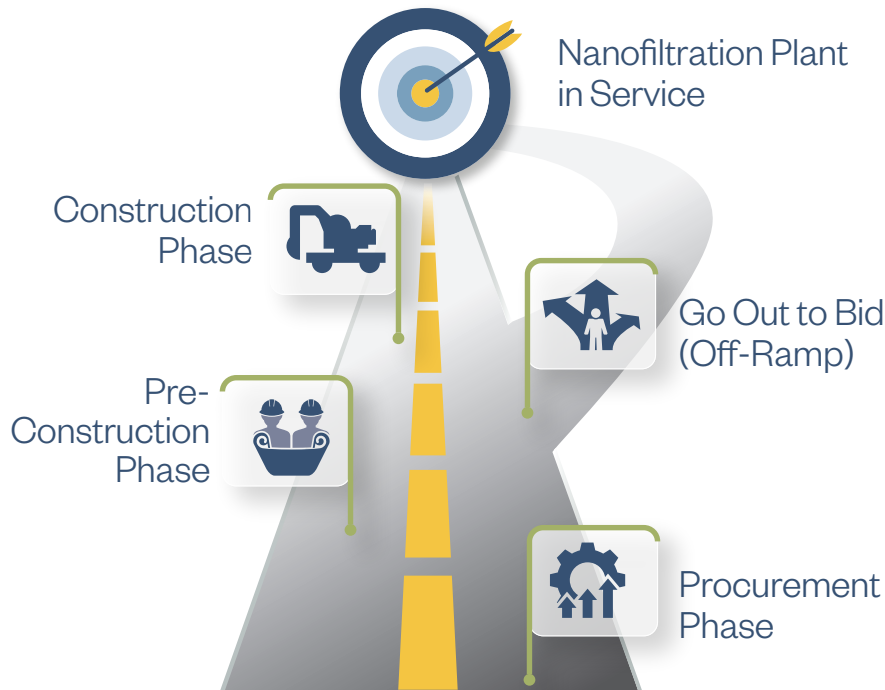 Nanofiltration Plant
in Service
Construction
Phase
Go Out to Bid
(Off-Ramp)
Pre-
Construction
Phase
Procurement
Phase